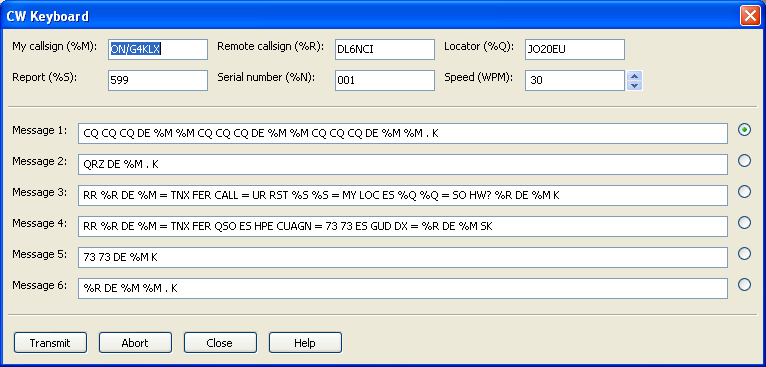 CW Keyboard
My callsign (%M): ON/G4KLX Remote callsign (%R): DL6NCI Locator (%Q): JO20EU
Report (%S): 599 Serial number (%N): 001 Speed (WPM): 30
Message 1: CQ CQ CQ DE %M %M CQ CQ CQ DE %M %M CQ CQ CQ DE %M %M . K
Message 2: QRZ DE %M . K
Message 3: RR %R DE %M = TNX FER CALL = UR RST %S %S = MY LOC ES %Q %Q = SO HW? %R DE %M K
Message 4: RR %R DE %M = TNX FER QSO ES HPE CUAGN = 73 73 ES GUD DX = %R DE %M SK
Message 5: 73 73 DE %M K
Message 6: %R DE %M %M . K
Transmit Abort Close Help